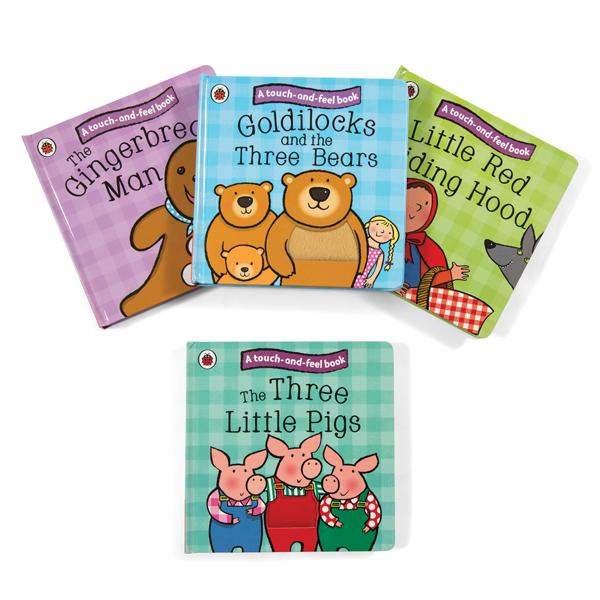 A touch-and-feel book
The
Gingerbrea
Man
A touch-and-feel book
Goldilocks
and the
Three Bears
A touch-and-feel book
Little Red
iding Hood
A touch-and-feel book
The Three
Little Pigs